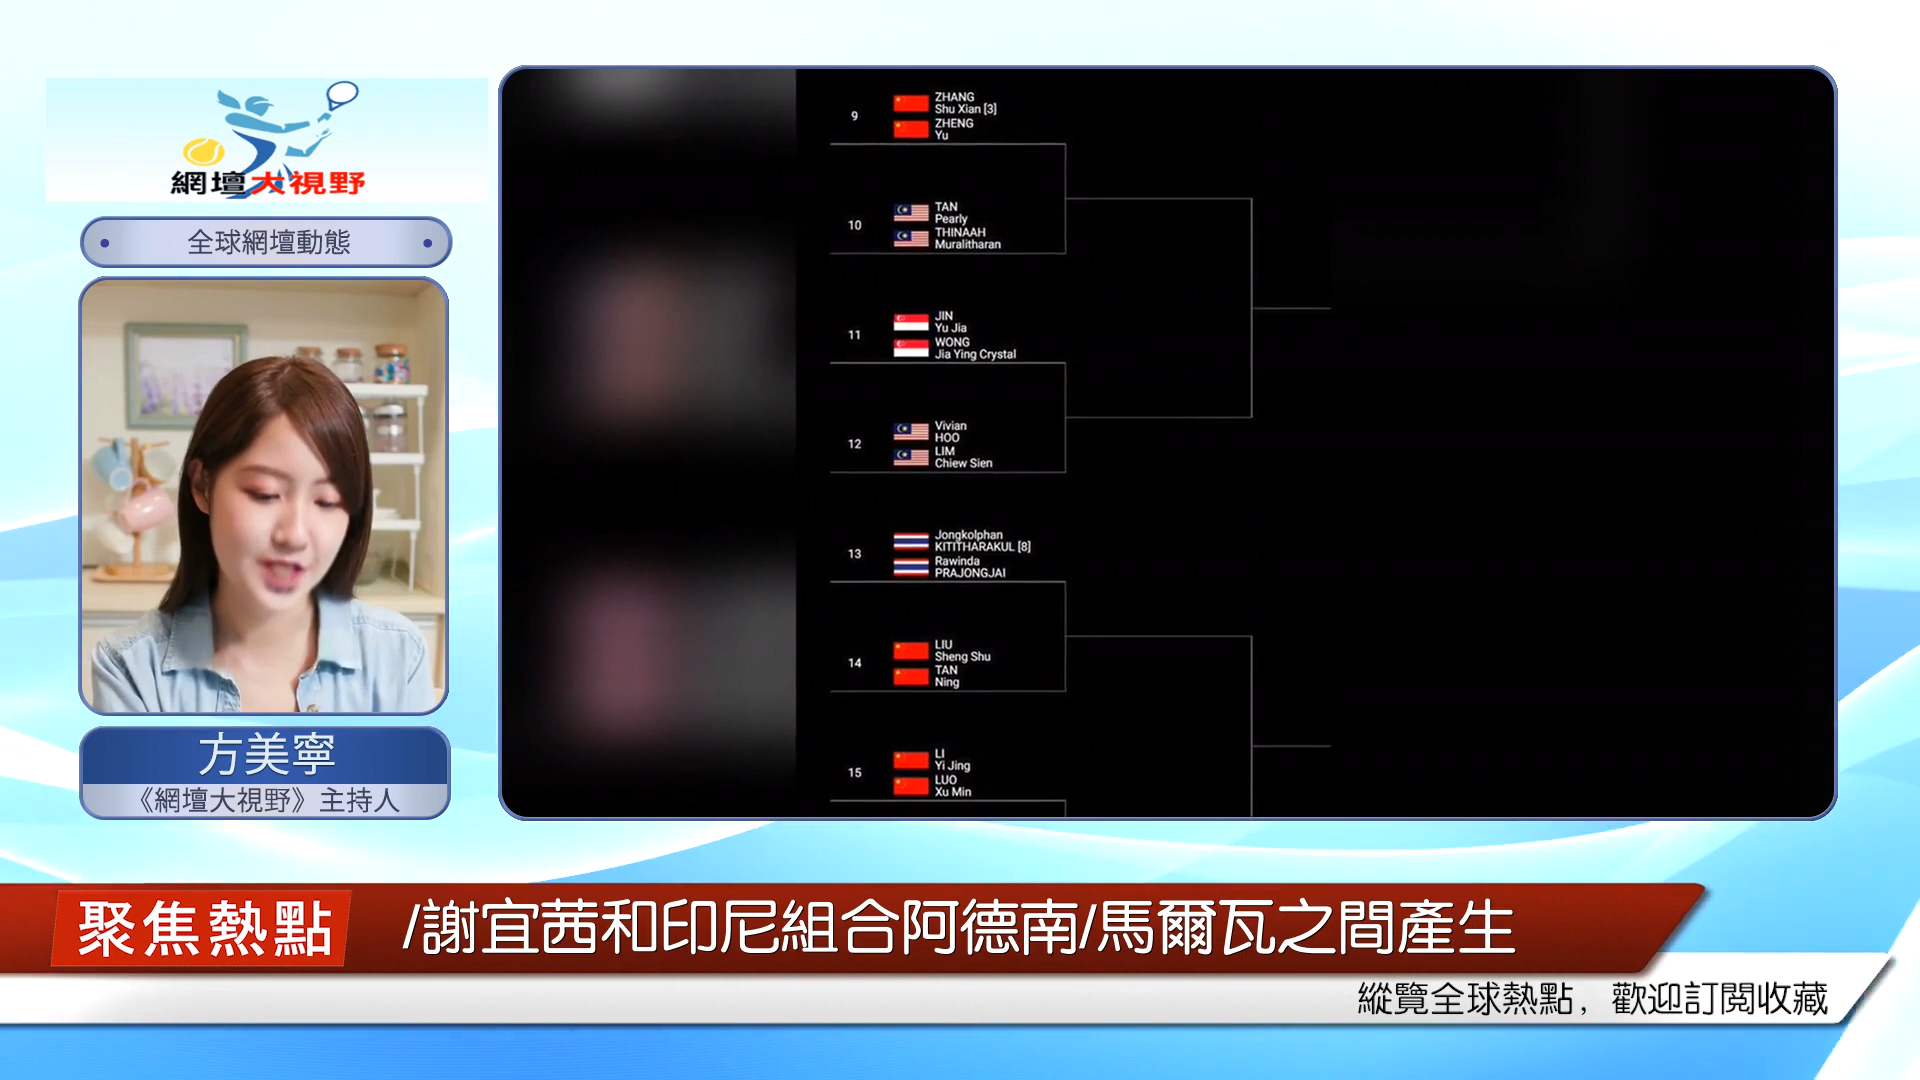 網壇大視野
全球網壇動態
方美寧
《網壇大視野》主持人
9
ZHANG
Shu Xian [3]
ZHENG
Yu
10
TAN
Pearly
THINAAH
Muralitharan
11
JIN
Yu Jia
WONG
Jia Ying Crystal
12
Vivian
HOO
LIM
Chiew Sien
13
Jongkolphan
KITITHARAKUL [8]
Rawinda
PRAJONGJAI
14
LIU
Sheng Shu
TAN
Ning
15
LI
Yi Jing
LUO
Xu Min
聚焦熱點
/謝宜茜和印尼組合阿德南/馬爾瓦之間產生
縱覽全球熱點，歡迎訂閱收藏